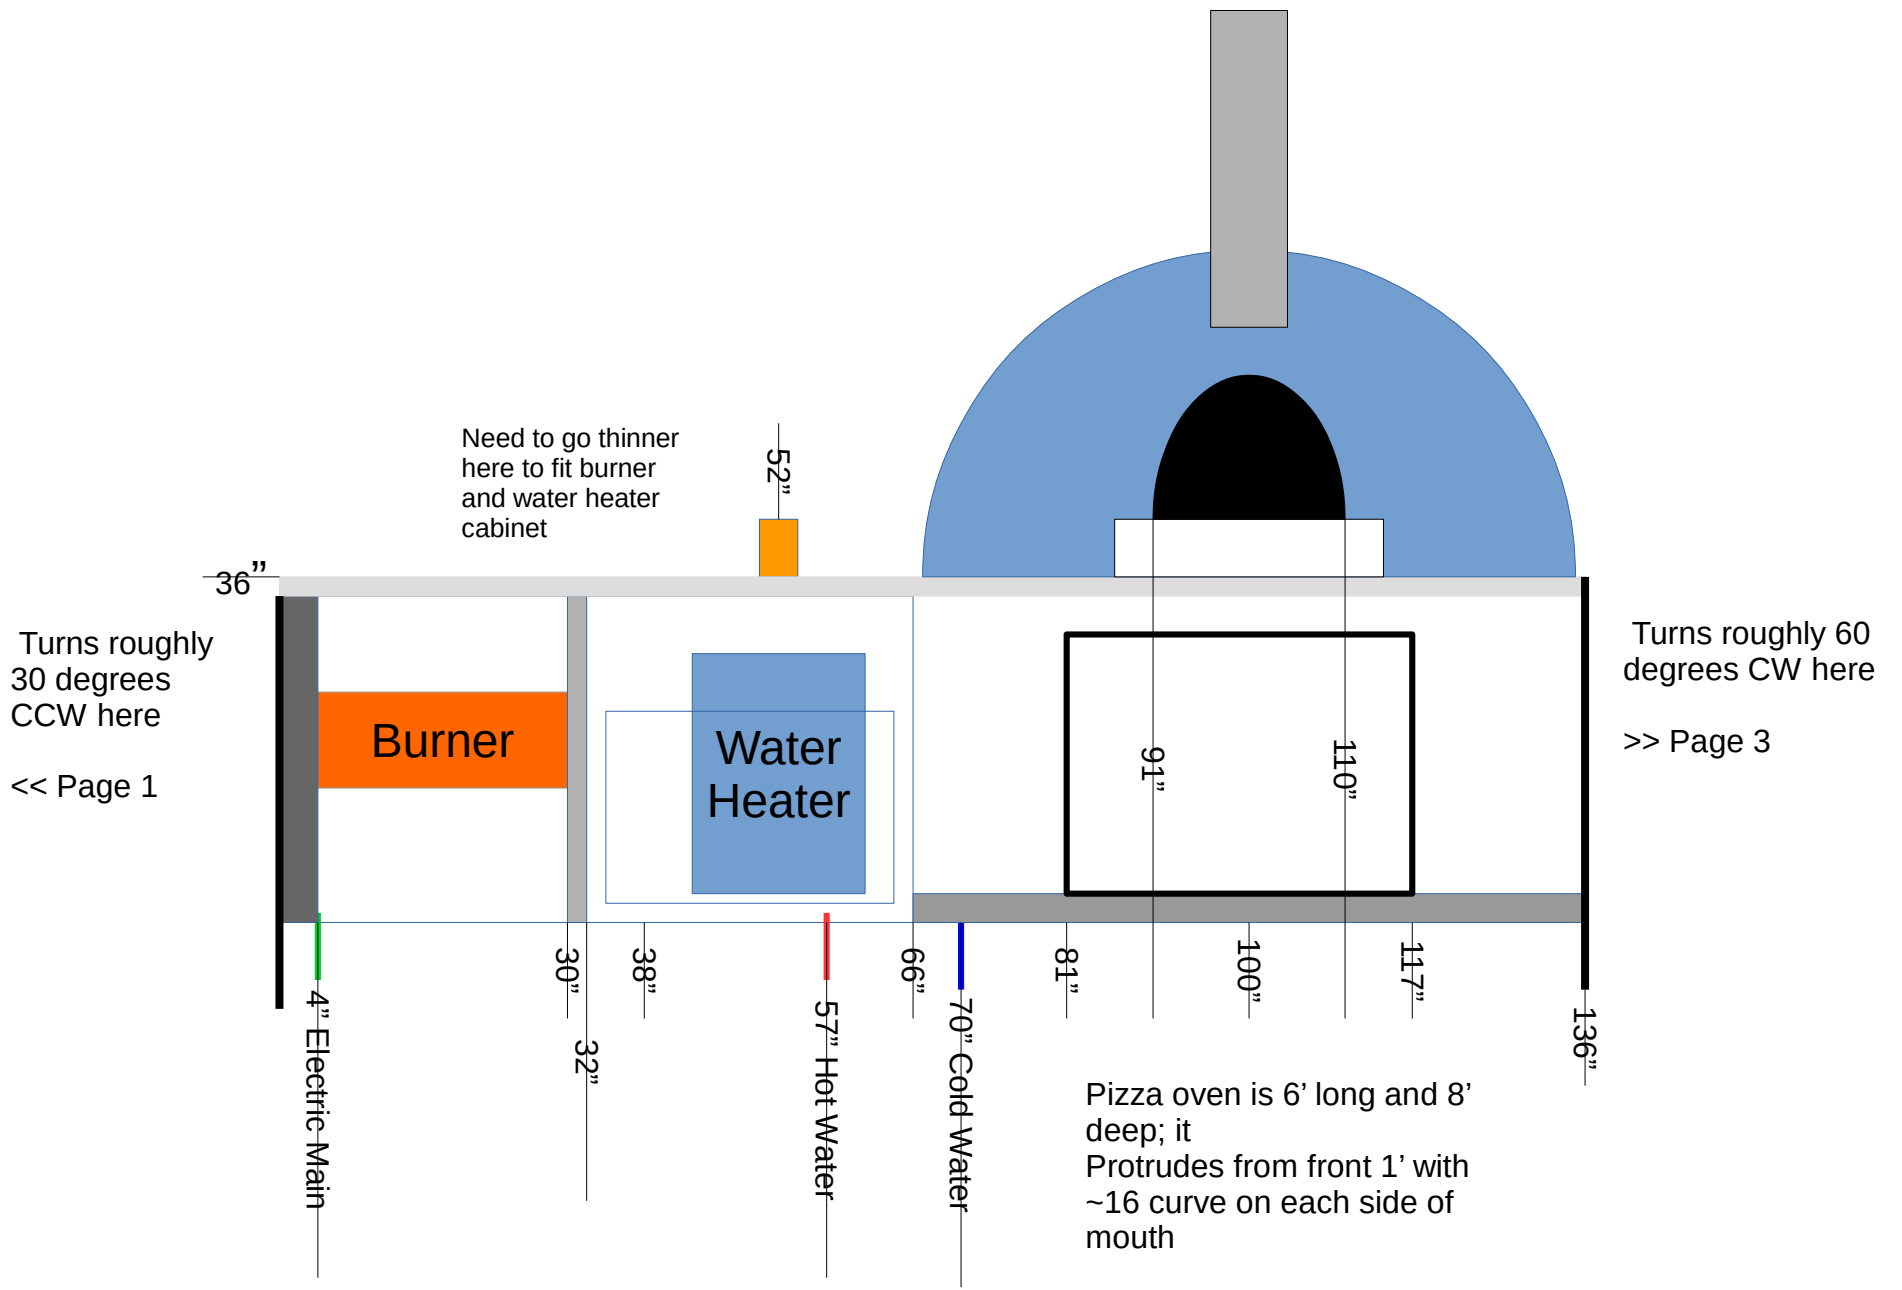 Need to go thinner
here to fit burner
and water heater
cabinet
52”
36”
Turns roughly
30 degrees
CCW here
<< Page 1
Burner
Water
Heater
91”
110”
Turns roughly 60
degrees CW here
>> Page 3
4” Electric Main
30”
32”
38”
57” Hot Water
66”
70” Cold Water
81”
100”
117”
136”
Pizza oven is 6’ long and 8’
deep; it
Protrudes from front 1’ with
~16 curve on each side of
mouth